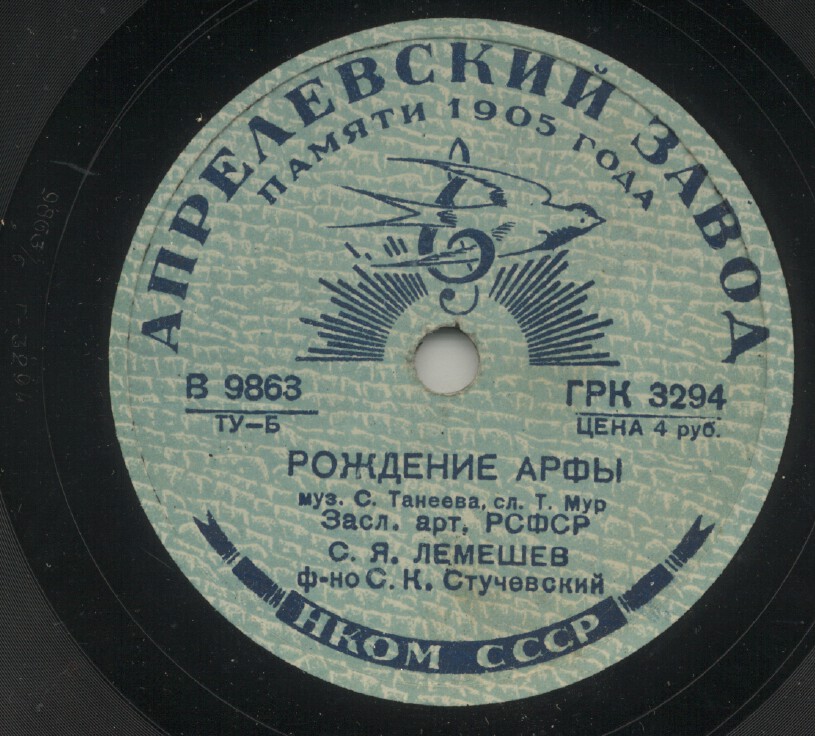 АПРЕЛЕВСКИЙ ЗАВОД
ПАМЯТИ 1905 ГОДА
В 9863
ТУ—Б
ГРК 3294
ЦЕНА 4 руб.
РОЖДЕНИЕ АРФЫ
муз. С. Танеева, сл. Т. Мур
Засл. арт. РСФСР
С. Я. ЛЕМЕШЕВ
ф-но С. К. Стучевский
НКОМ СССР